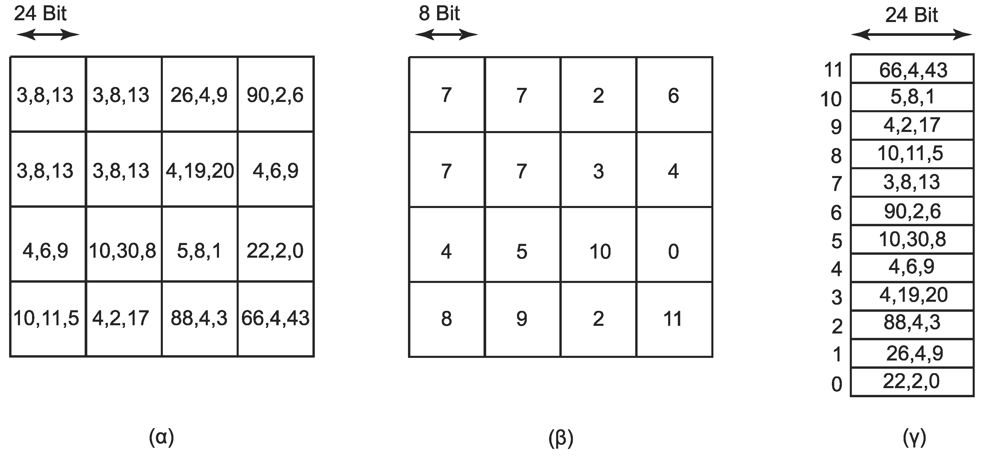 24 Bit 8 Bit 24 Bit
3,8,13 3,8,13 26,4,9 90,2,6
3,8,13 3,8,13 4,19,20 4,6,9
4,6,9 10,30,8 5,8,1 22,2,0
10,11,5 4,2,17 88,4,3 66,4,43
(α)
7 7 2 6
7 7 3 4
4 5 10 0
8 9 2 11
(β)
11 66,4,43
10 5,8,1
9 4,2,17
8 10,11,5
7 3,8,13
6 90,2,6
5 10,30,8
4 4,6,9
3 4,19,20
2 88,4,3
1 26,4,9
0 22,2,0
(γ)